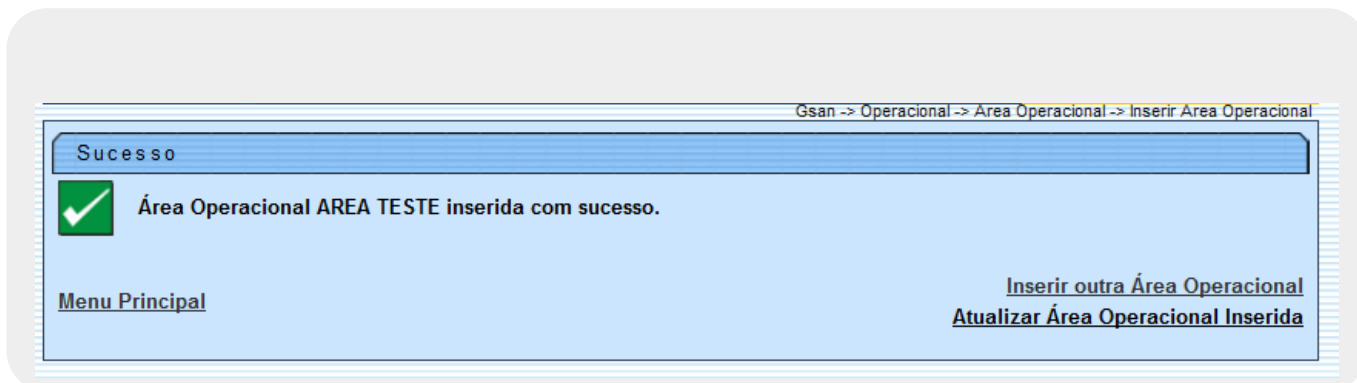 Gsan -> Operacional -> Area Operacional -> Inserir Area Operacional
Sucesso
Área Operacional AREA TESTE inserida com sucesso.
Inserir outra Área Operacional
Menu Principal
Atualizar Área Operacional Inserida